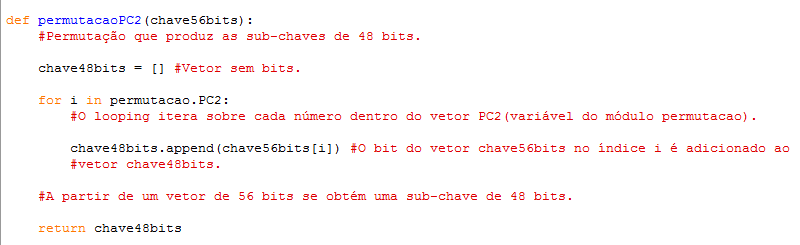 def permutacaoPC2(chave56bits):
#Permutação que produz as sub-chaves de 48 bits.
chave48bits = [] #Vetor sem bits.
for i in permutacao.PC2:
#O looping itera sobre cada número dentro do vetor PC2(variável do módulo permutacao).
chave48bits.append(chave56bits[i]) #O bit do vetor chave56bits no índice i é adicionado ao
#vetor chave48bits.
#A partir de um vetor de 56 bits se obtém uma sub-chave de 48 bits.
return chave48bits